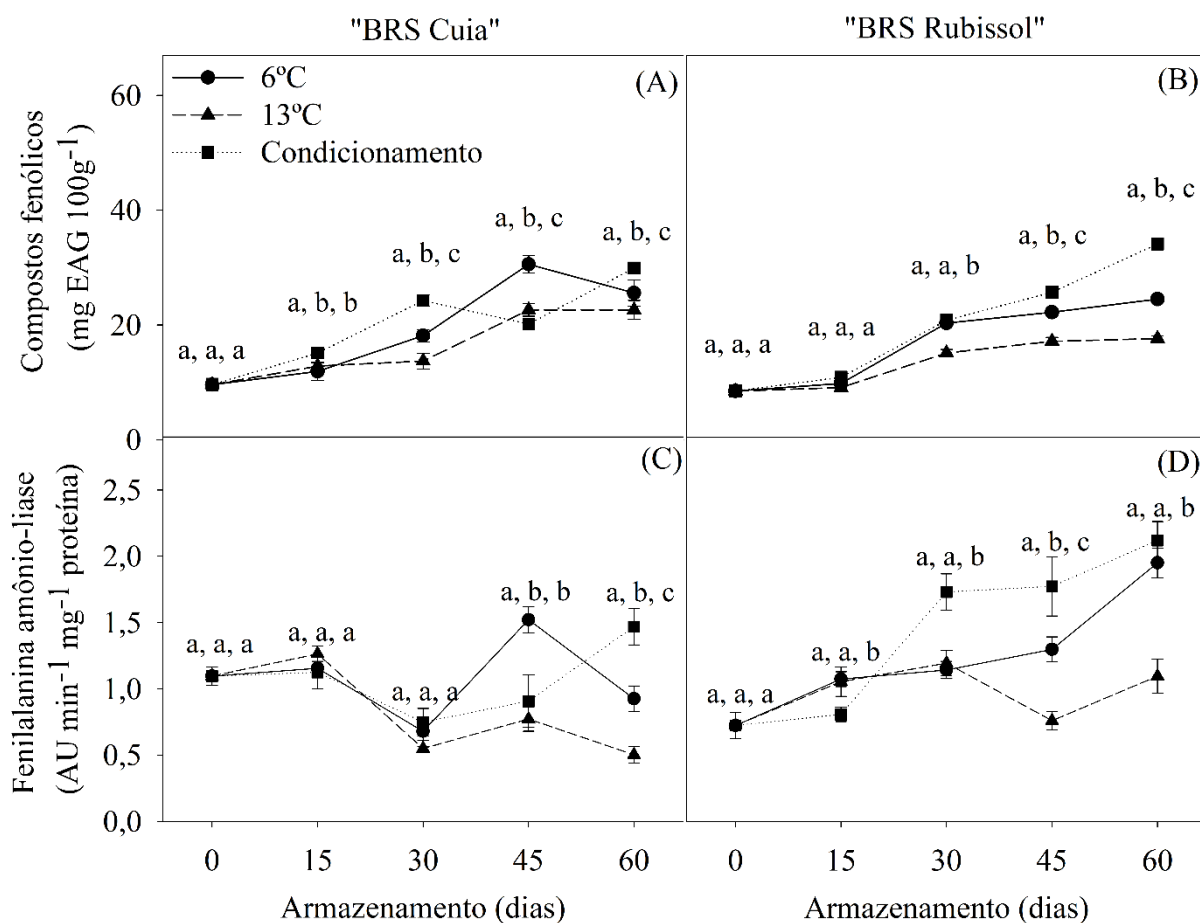 "BRS Cuia"
"BRS Rubissol"
(A)
6ºC
13ºC
Condicionamento
Compostos fenólicos
(mg EAG 100g⁻¹)
60
40
20
0
a, a, a
a, b, b
a, b, c
a, b, c
a, b, c
(B)
a, a, a
a, a, a
a, a, b
a, b, c
a, b, c
(C)
Fenilalanina amônio-liase
(AU min⁻¹ mg⁻¹ proteína)
2,5
2,0
1,5
1,0
0,5
0,0
a, a, a
a, a, a
a, a, a
a, b, b
a, b, c
(D)
a, a, a
a, a, b
a, a, b
a, b, c
a, a, b
0 15 30 45 60
0 15 30 45 60
Armazenamento (dias)
Armazenamento (dias)